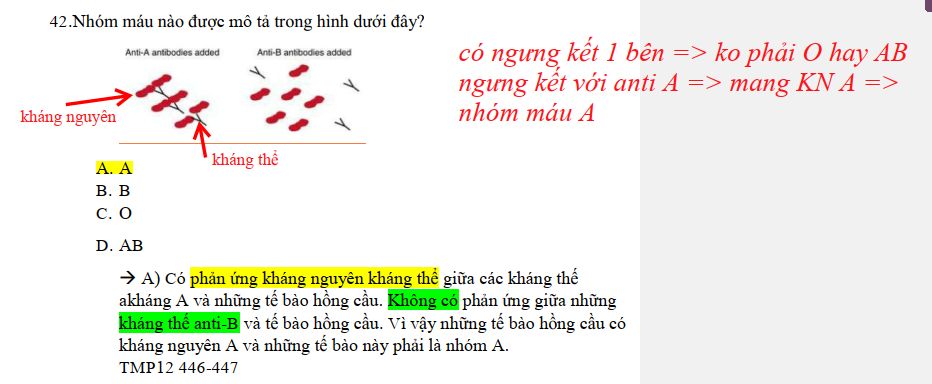 42.Nhóm máu nào được mô tả trong hình dưới đây?
Anti-A antibodies added
Anti-B antibodies added
kháng nguyên
kháng thể
có ngưng kết 1 bên => ko phải O hay AB
ngưng kết với anti A => mang KN A =>
nhóm máu A
A. A
B. B
C. O
D. AB
→ A) Có phản ứng kháng nguyên kháng thể giữa các kháng thể
akháng A và những tế bào hồng cầu. Không có phản ứng giữa những
kháng thể anti-B và tế bào hồng cầu. Vì vậy những tế bào hồng cầu có
kháng nguyên A và những tế bào này phải là nhóm A.
TMP12 446-447